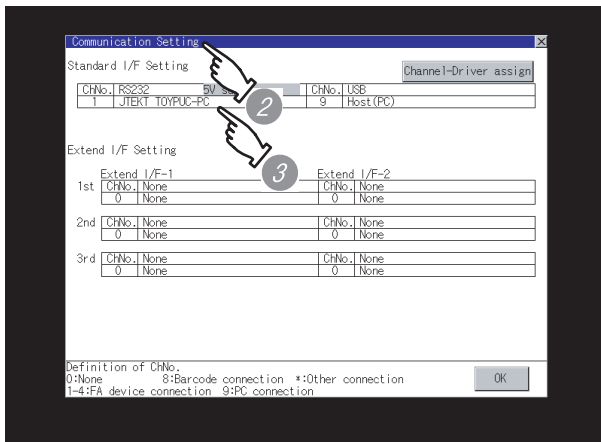 Communication Setting
Standard I/F Setting
Channel-Driver assign
ChNo. RS232 5V ChNo. USB
1 JTEKT TOYPUC-PC 9 Host(PC)
2
Extend I/F Setting
3
Extend I/F-1 Extend I/F-2
1st ChNo. None ChNo. None
0 None 0 None
2nd ChNo. None ChNo. None
0 None 0 None
3rd ChNo. None ChNo. None
0 None 0 None
Definition of ChNo.
0:None 8:Barcode connection *:Other connection
1-4:FA device connection 9:PC connection
OK